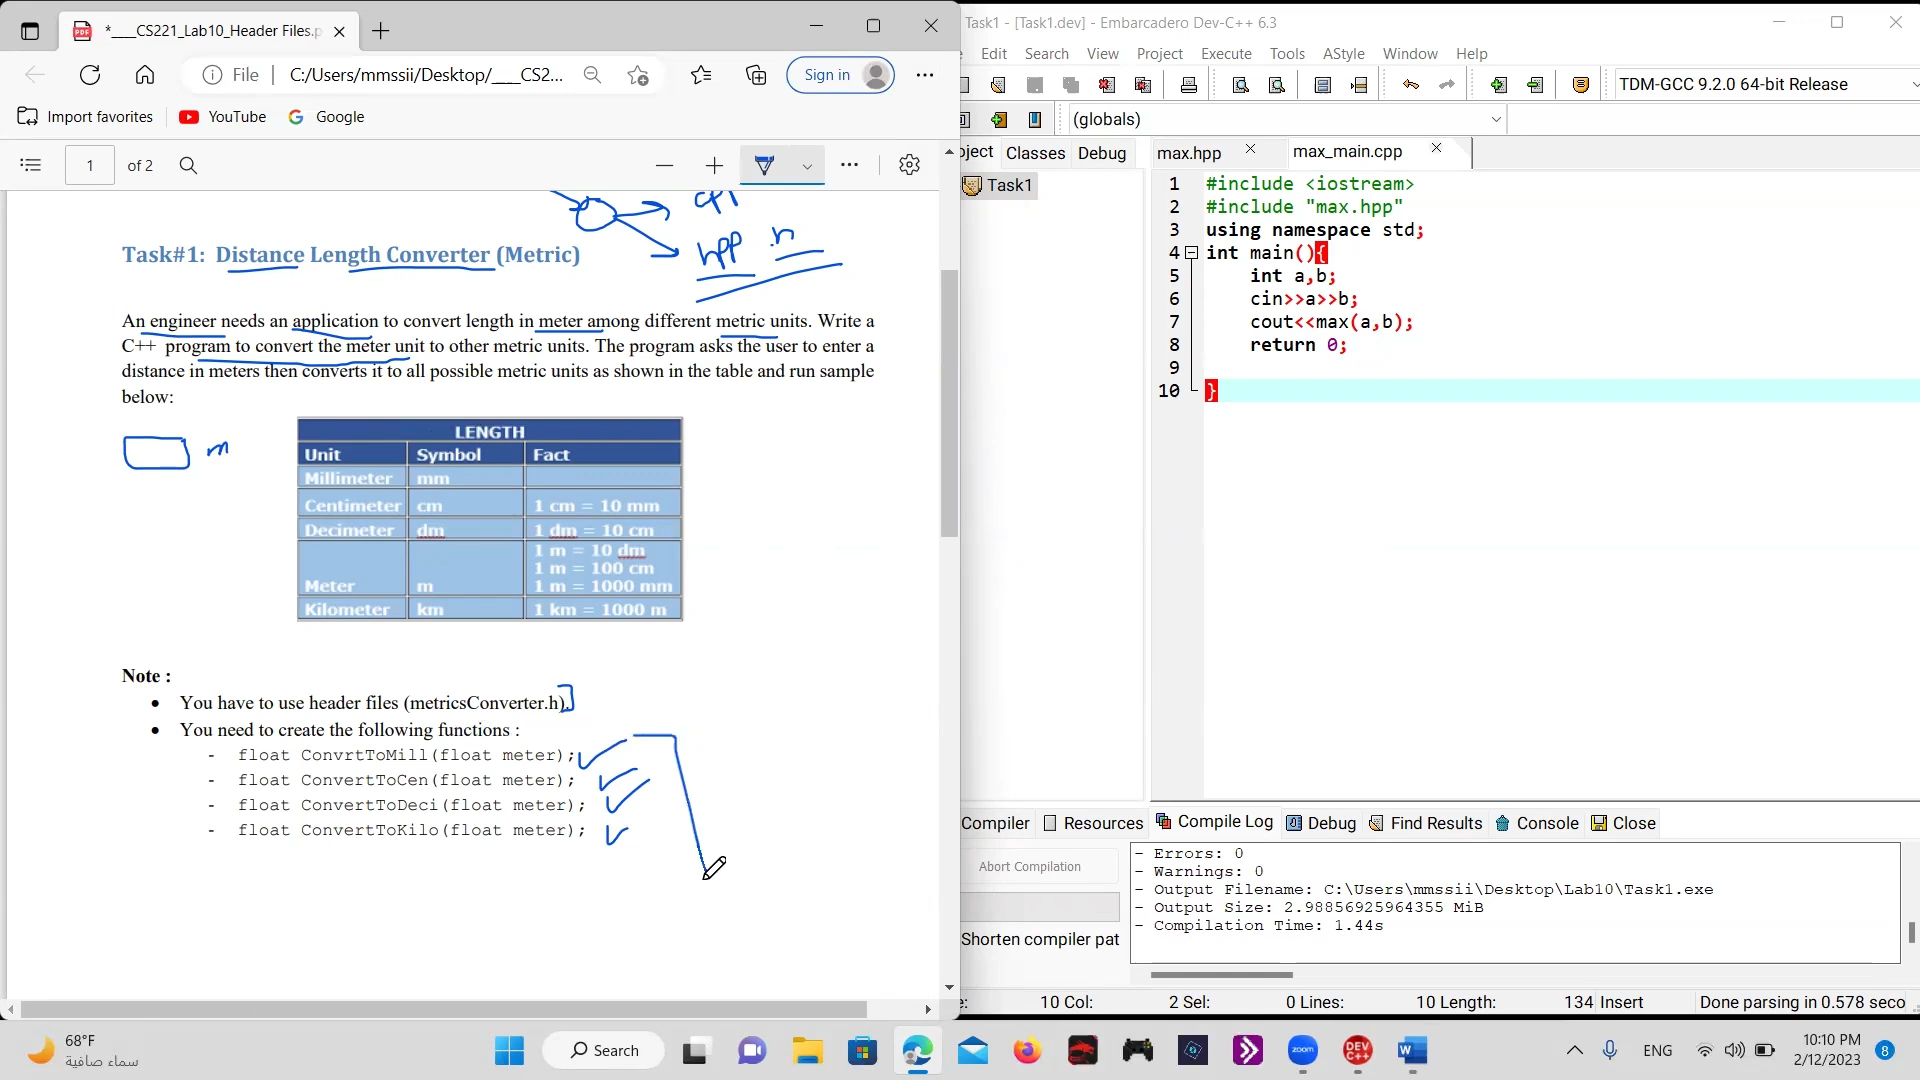 *____CS221_Lab10_Header Files.p
File
C:/Users/mmssii/Desktop/____CS2...
Sign in
Import favorites
YouTube
Google
1
of 2
cpp
hpp .h
Task#1: Distance Length Converter (Metric)
An engineer needs an application to convert length in meter among different metric units. Write a
C++ program to convert the meter unit to other metric units. The program asks the user to enter a
distance in meters then converts it to all possible metric units as shown in the table and run sample
below:
m
LENGTH
Unit Symbol Fact
Millimeter mm
Centimeter cm 1 cm = 10 mm
Decimeter dm 1 dm = 10 cm
1 m = 10 dm
1 m = 100 cm
Meter m 1 m = 1000 mm
Kilometer km 1 km = 1000 m
Note :
• You have to use header files (metricsConverter.h).
• You need to create the following functions :
- float ConvrtToMill(float meter);
- float ConvertToCen(float meter);
- float ConvertToDeci(float meter);
- float ConvertToKilo(float meter);
Task1 - [Task1.dev] - Embarcadero Dev-C++ 6.3
Edit Search View Project Execute Tools AStyle Window Help
TDM-GCC 9.2.0 64-bit Release
(globals)
oject Classes Debug
max.hpp
max_main.cpp
Task1
1 #include <iostream>
2 #include "max.hpp"
3 using namespace std;
4 int main(){
5 int a,b;
6 cin>>a>>b;
7 cout<<max(a,b);
8 return 0;
9
10 }
Compiler Resources Compile Log Debug Find Results Console Close
Abort Compilation
Shorten compiler pat
- Errors: 0
- Warnings: 0
- Output Filename: C:\Users\mmssii\Desktop\Lab10\Task1.exe
- Output Size: 2.98856925964355 MiB
- Compilation Time: 1.44s
e: 10 Col: 2 Sel: 0 Lines: 10 Length: 134 Insert Done parsing in 0.578 seco
68°F
سماء صافية
Search
zoom
DEV C++
W
ENG
10:10 PM
2/12/2023
8